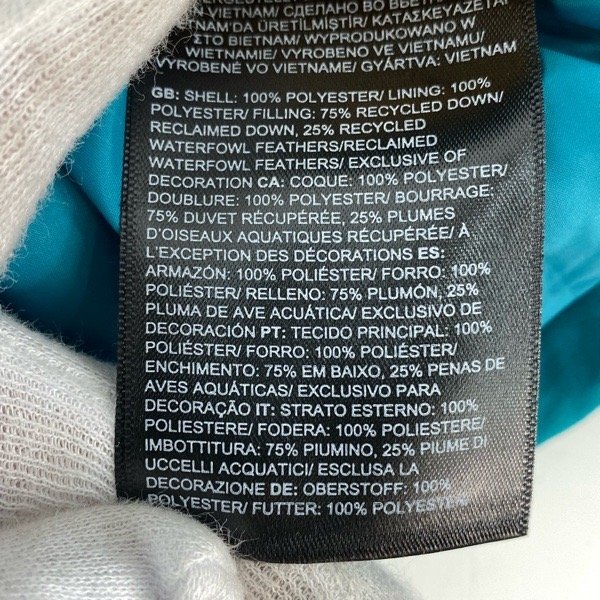 VIETNAM/ СДЕЛАНО ВО
VIETNAM'DA ÜRETİLMİŞTİR/ ΚΑΤΑΣΚΕΥΑΖΕΤΑΙ
ΣΤΟ ΒΙΕΤΝΑΜ/ WYPRODUKOWANO W
WIETNAMIE/ VYROBENO VE VIETNAMU/
VYROBENÉ VO VIETNAME/ GYÁRTVA: VIETNAM
GB: SHELL: 100% POLYESTER/ LINING: 100%
POLYESTER/ FILLING: 75% RECYCLED DOWN/
RECLAIMED DOWN, 25% RECYCLED
WATERFOWL FEATHERS/RECLAIMED
WATERFOWL FEATHERS/ EXCLUSIVE OF
DECORATION CA: COQUE: 100% POLYESTER/
DOUBLURE: 100% POLYESTER/ BOURRAGE:
75% DUVET RÉCUPÉRÉE, 25% PLUMES
D'OISEAUX AQUATIQUES RÉCUPÉRÉE/ À
L'EXCEPTION DES DÉCORATIONS ES:
ARMAZÓN: 100% POLIÉSTER/ FORRO: 100%
POLIÉSTER/ RELLENO: 75% PLUMÓN, 25%
PLUMA DE AVE ACUÁTICA/ EXCLUSIVO DE
DECORACIÓN PT: TECIDO PRINCIPAL: 100%
POLIÉSTER/ FORRO: 100% POLIÉSTER/
ENCHIMENTO: 75% EM BAIXO, 25% PENAS DE
AVES AQUÁTICAS/ EXCLUSIVO PARA
DECORAÇÃO IT: STRATO ESTERNO: 100%
POLIESTERE/ FODERA: 100% POLIESTERE/
IMBOTTITURA: 75% PIUMINO, 25% PIUME DI
UCCELLI ACQUATICI/ ESCLUSA LA
DECORAZIONE DE: OBERSTOFF: 100%
POLYESTER/ FUTTER: 100% POLYESTER/